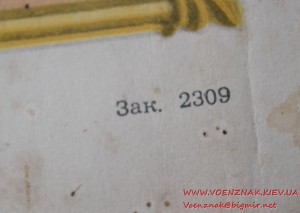 Зак. 2309
WWW.VOENZNAK.KIEV.UA
Voenznak@bigmir.net